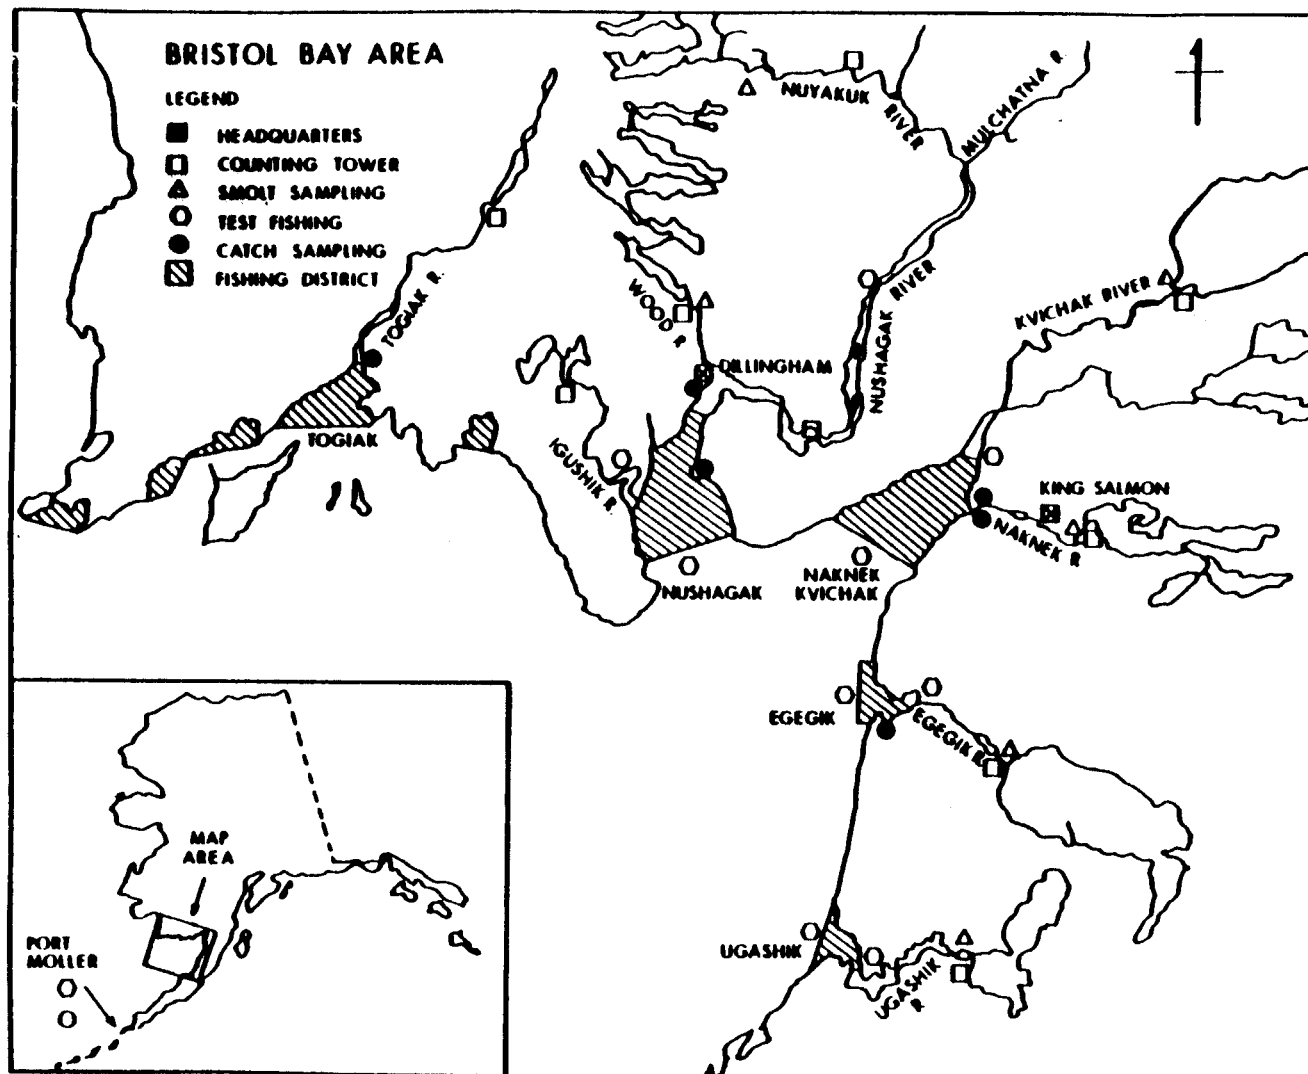 BRISTOL BAY AREA
LEGEND
HEADQUARTERS
COUNTING TOWER
SMOLT SAMPLING
TEST FISHING
CATCH SAMPLING
FISHING DISTRICT
NUYAKUK
RIVER
MULCHATNA R.
TOGIAK R.
WOOD R
NUSHAGAK
RIVER
KVICHAK RIVER
DILLINGHAM
TOGIAK
IGUSHIK R.
KING SALMON
NAKNEK R
NUSHAGAK
NAKNEK
KVICHAK
EGEGIK
EGEGIK R.
UGASHIK
UGASHIK
R
MAP
AREA
PORT
MOLLER